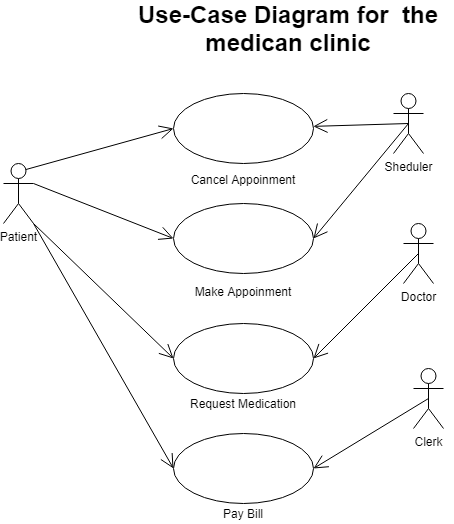 Use-Case Diagram for  the
medican clinic
Cancel Appoinment
Sheduler
Patient
Make Appoinment
Doctor
Request Medication
Clerk
Pay Bill